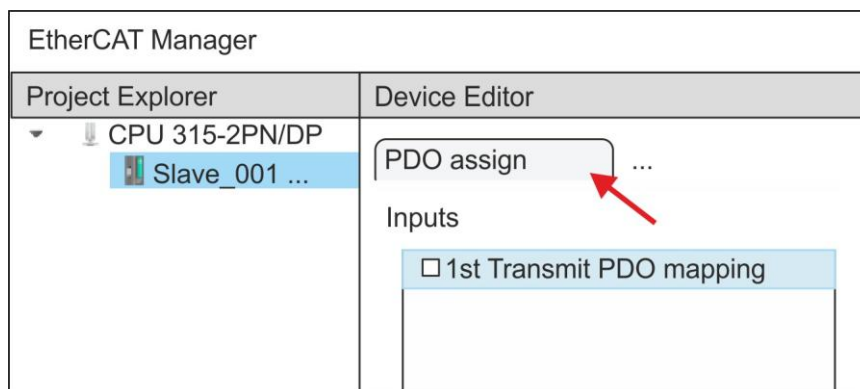 EtherCAT Manager
Project Explorer
Device Editor
CPU 315-2PN/DP
Slave_001 ...
PDO assign
...
Inputs
1st Transmit PDO mapping